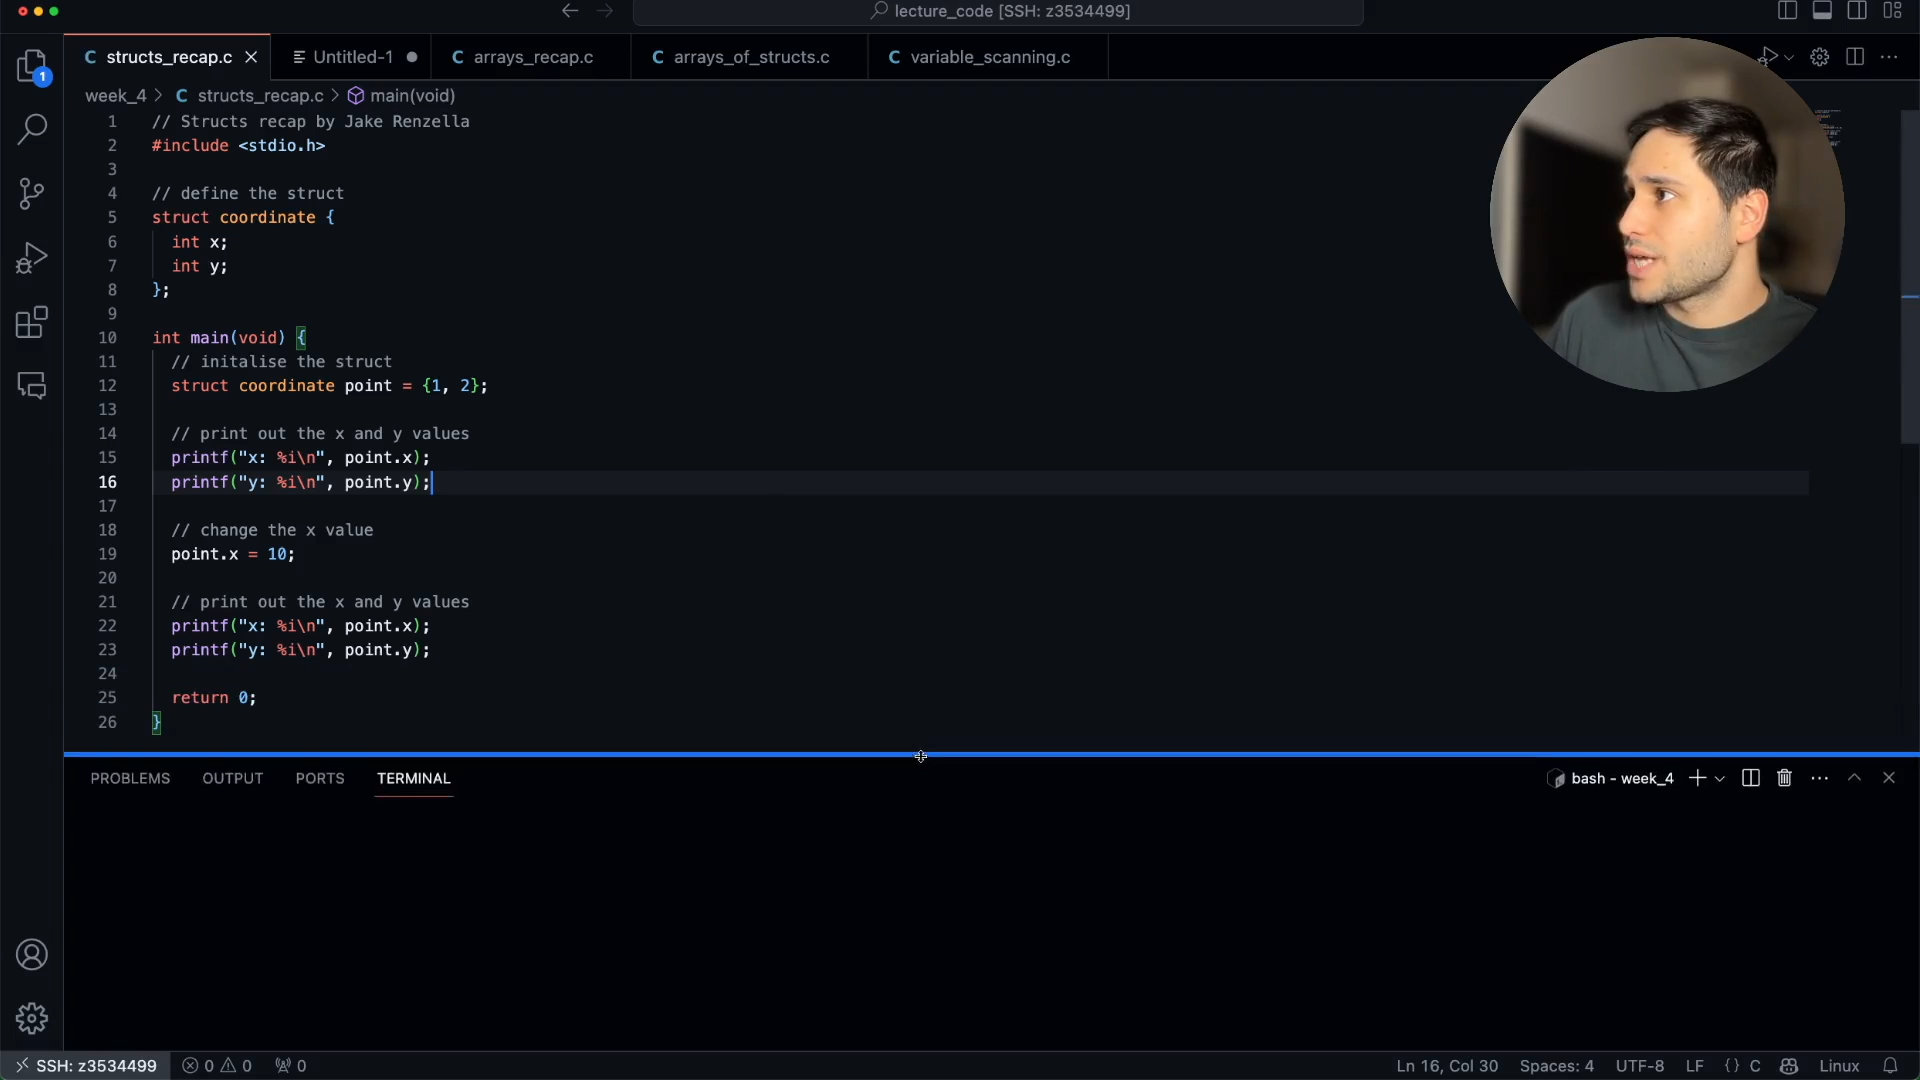 lecture_code [SSH: z3534499]
structs_recap.c
Untitled-1
arrays_recap.c
arrays_of_structs.c
variable_scanning.c
1
week_4 > C structs_recap.c > main(void)
1 // Structs recap by Jake Renzella
2 #include <stdio.h>
3
4 // define the struct
5 struct coordinate {
6 int x;
7 int y;
8 };
9
10 int main(void) {
11 // initalise the struct
12 struct coordinate point = {1, 2};
13
14 // print out the x and y values
15 printf("x: %i\n", point.x);
16 printf("y: %i\n", point.y);
17
18 // change the x value
19 point.x = 10;
20
21 // print out the x and y values
22 printf("x: %i\n", point.x);
23 printf("y: %i\n", point.y);
24
25 return 0;
26 }
PROBLEMS OUTPUT PORTS TERMINAL
bash - week_4
SSH: z3534499 0 0 0 Ln 16, Col 30 Spaces: 4 UTF-8 LF {} C Linux